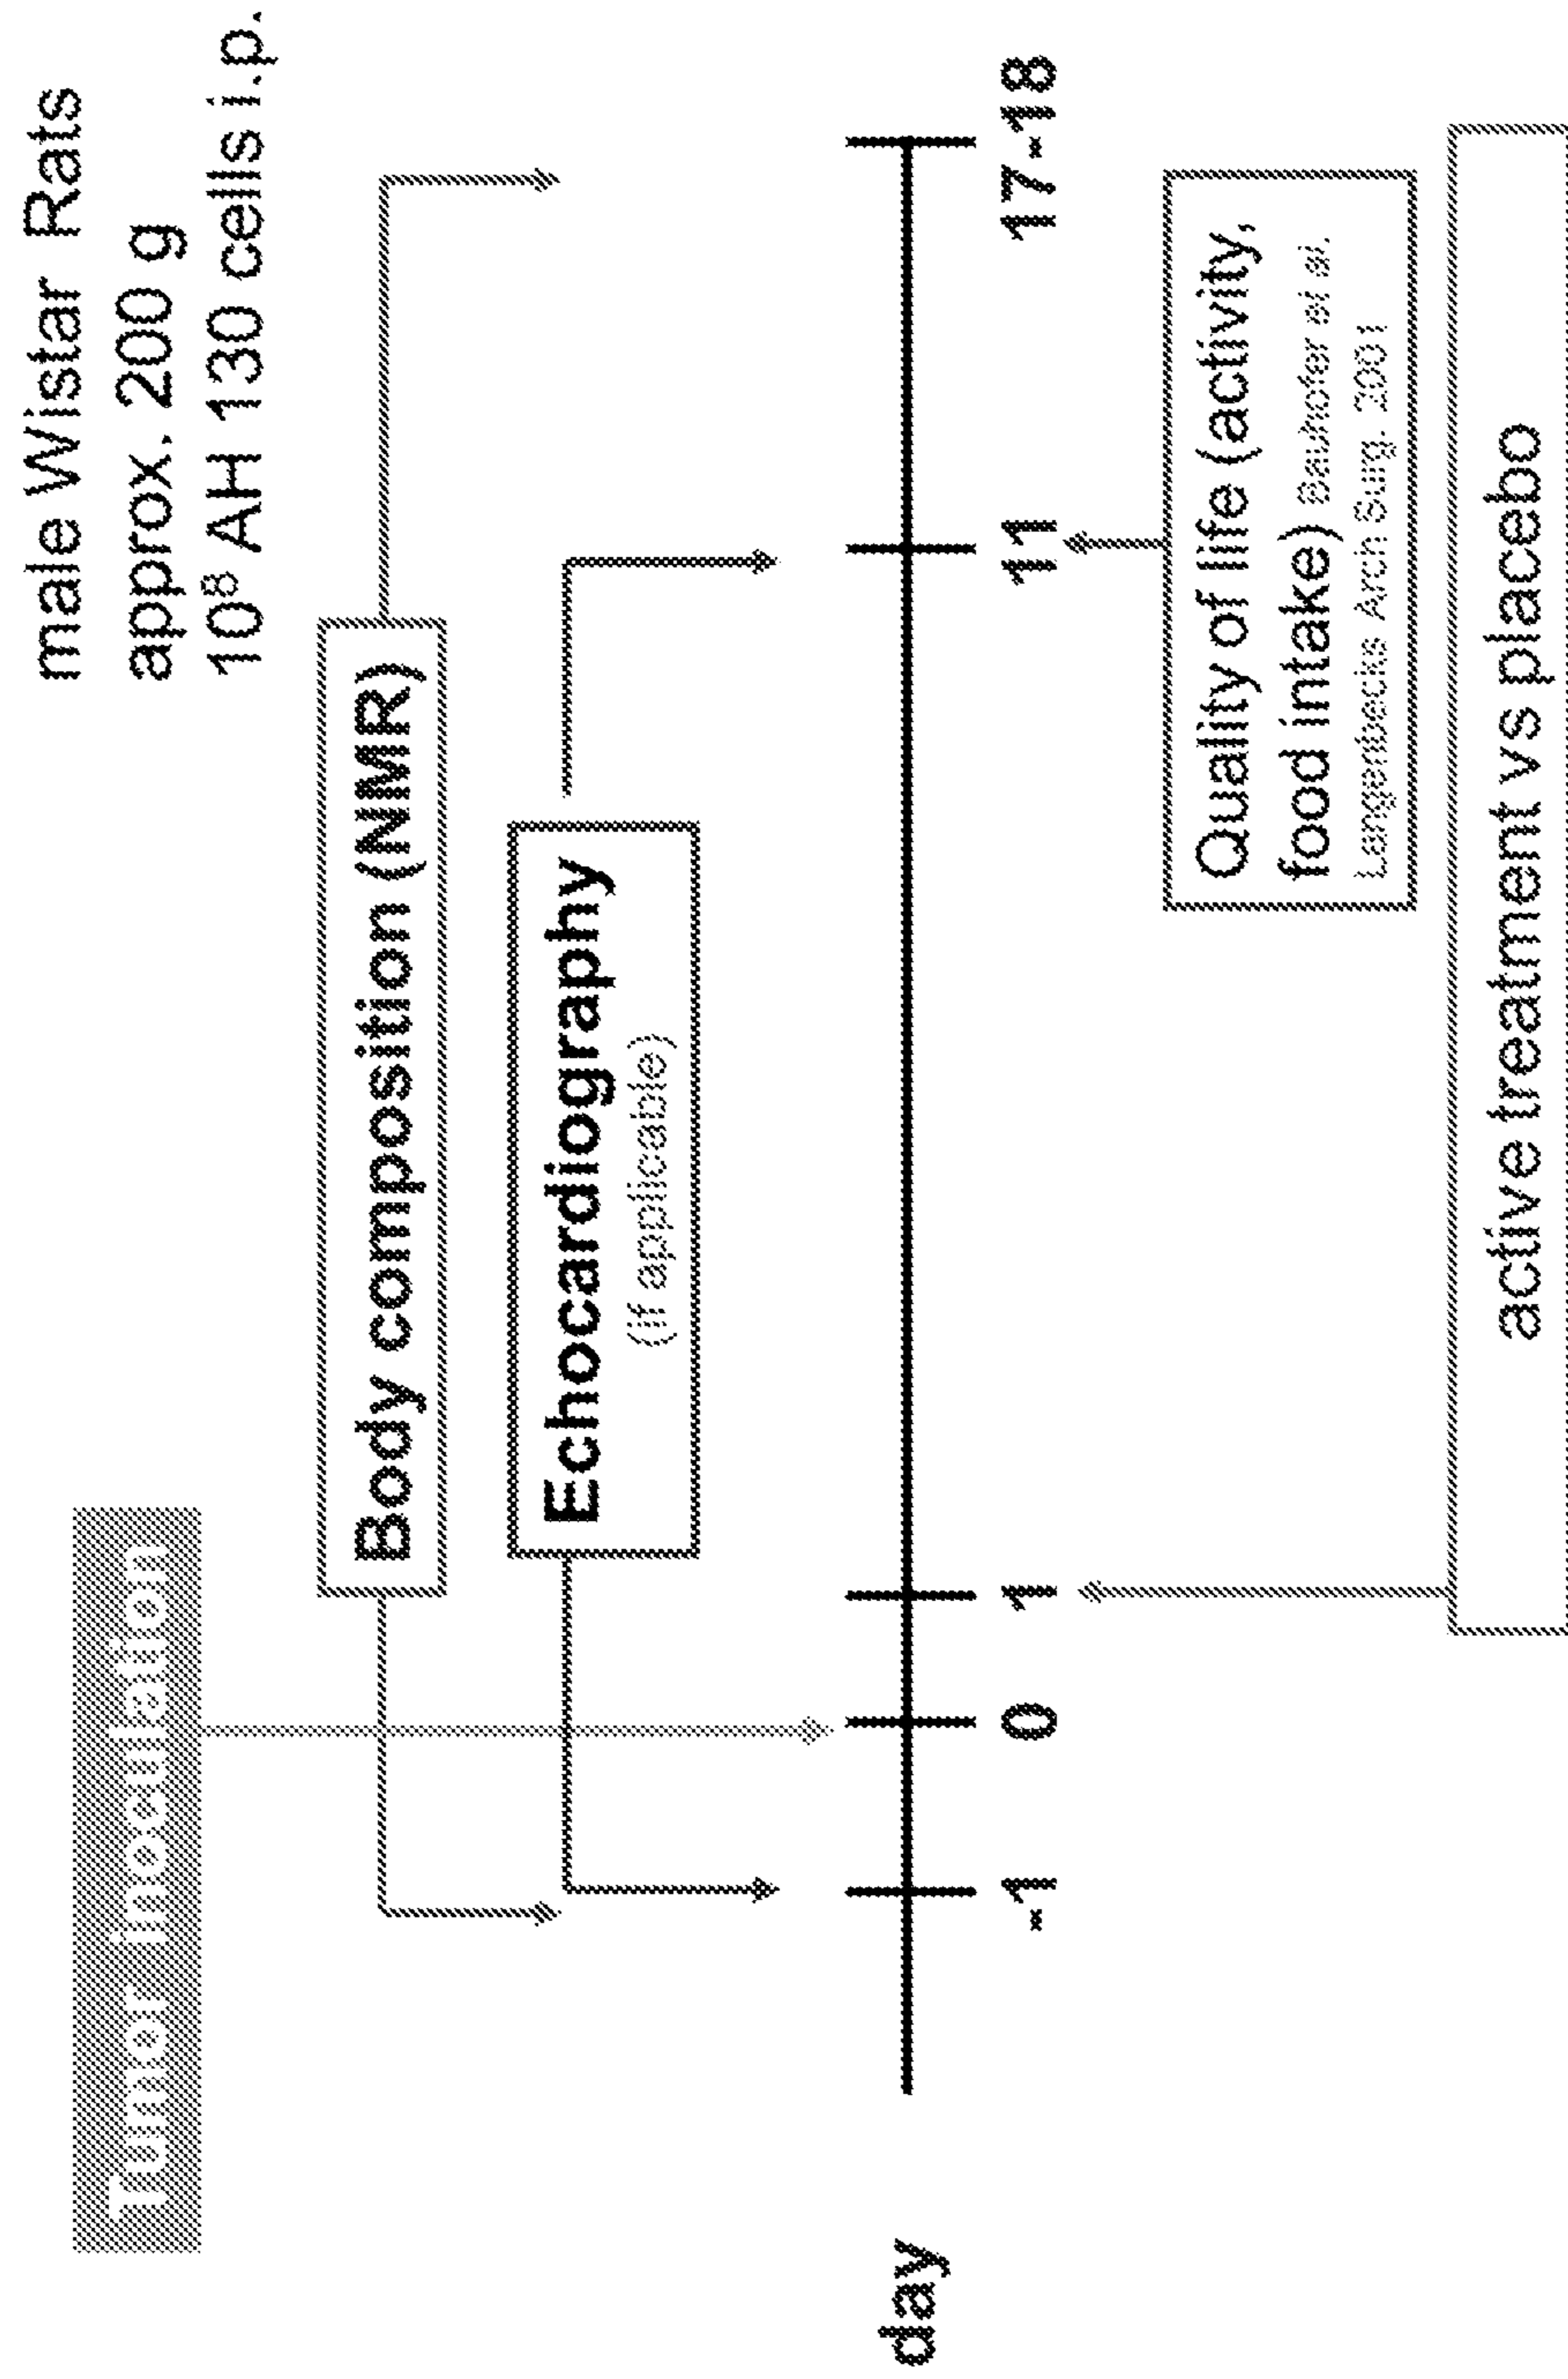 Tumor inoculation
male Wistar Rats
approx. 200 g
10⁸ AH 130 cells i.p.
Body composition (NMR)
Echocardiography
(if applicable)
day
-1 0 1 11 17-18
Quality of life (activity,
food intake) Bauhofer et al.
Langenbecks Arch Surg. 2001
active treatment vs placebo